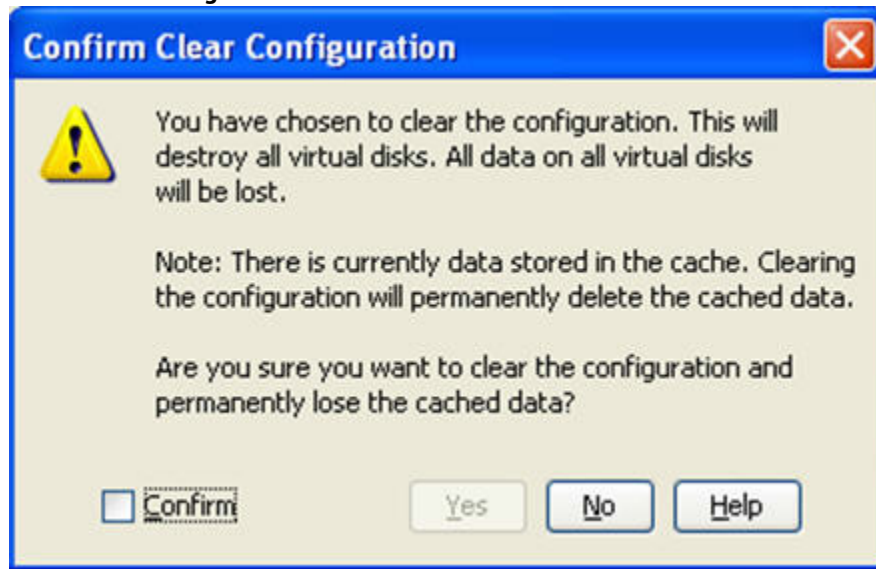 Confirm Clear Configuration
You have chosen to clear the configuration. This will
destroy all virtual disks. All data on all virtual disks
will be lost.
Note: There is currently data stored in the cache. Clearing
the configuration will permanently delete the cached data.
Are you sure you want to clear the configuration and
permanently lose the cached data?
Confirm Yes No Help